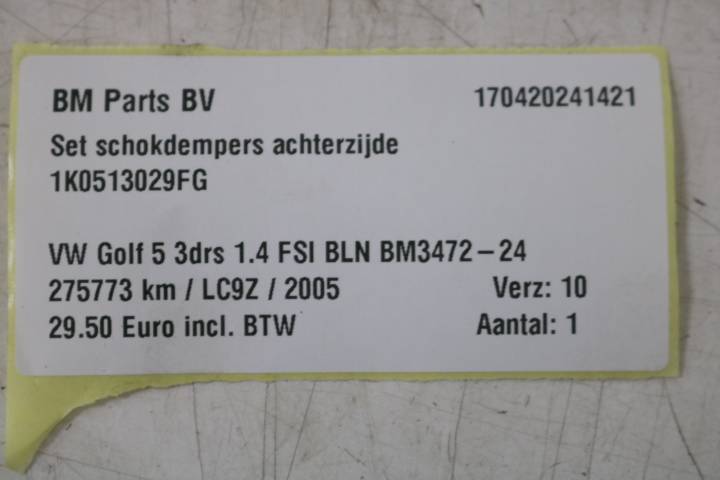 BM Parts BV 170420241421
Set schokdempers achterzijde
1K0513029FG
VW Golf 5 3drs 1.4 FSI BLN BM3472-24
275773 km / LC9Z / 2005 Verz: 10
29.50 Euro incl. BTW Aantal: 1